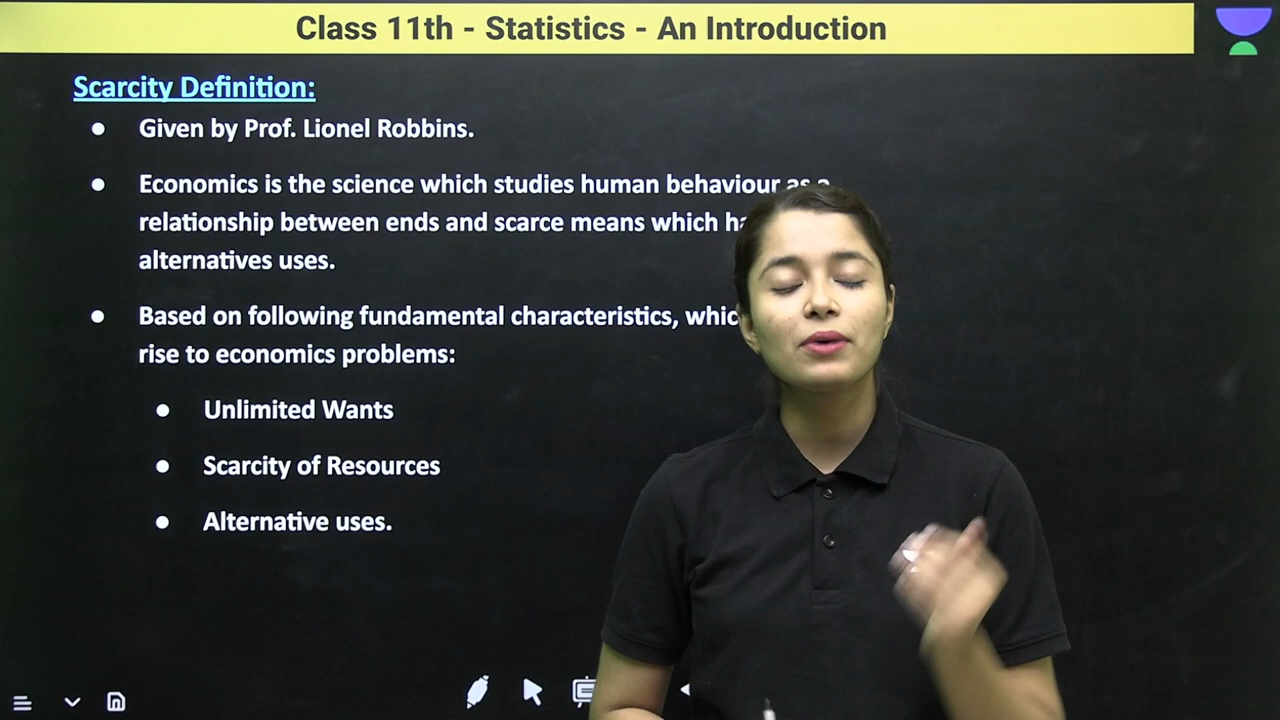 Class 11th - Statistics - An Introduction
Scarcity Definition:
● Given by Prof. Lionel Robbins.
● Economics is the science which studies human behaviour as a
relationship between ends and scarce means which
alternatives uses.
● Based on following fundamental characteristics,
rise to economics problems:
● Unlimited Wants
● Scarcity of Resources
● Alternative uses.